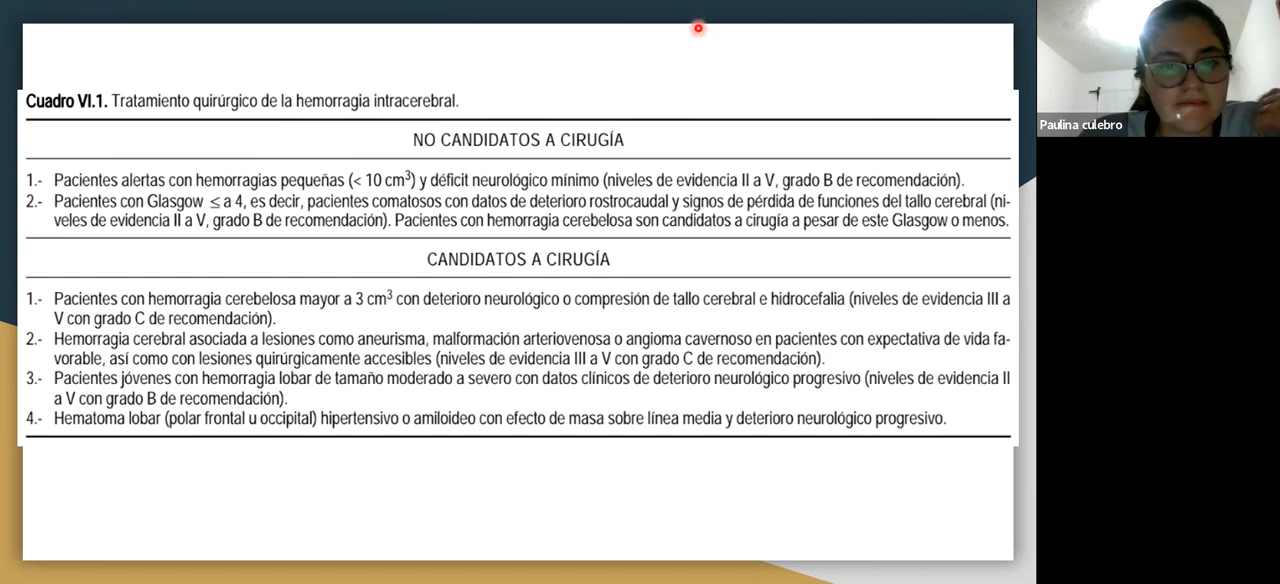 Cuadro VI.1. Tratamiento quirúrgico de la hemorragia intracerebral.
NO CANDIDATOS A CIRUGÍA
1.- Pacientes alertas con hemorragias pequeñas (< 10 cm³) y déficit neurológico mínimo (niveles de evidencia II a V, grado B de recomendación).
2.- Pacientes con Glasgow ≤ a 4, es decir, pacientes comatosos con datos de deterioro rostrocaudal y signos de pérdida de funciones del tallo cerebral (ni-
veles de evidencia II a V, grado B de recomendación). Pacientes con hemorragia cerebelosa son candidatos a cirugía a pesar de este Glasgow o menos.
CANDIDATOS A CIRUGÍA
1.- Pacientes con hemorragia cerebelosa mayor a 3 cm³ con deterioro neurológico o compresión de tallo cerebral e hidrocefalia (niveles de evidencia III a
V con grado C de recomendación).
2.- Hemorragia cerebral asociada a lesiones como aneurisma, malformación arteriovenosa o angioma cavernoso en pacientes con expectativa de vida fa-
vorable, así como con lesiones quirúrgicamente accesibles (niveles de evidencia III a V con grado C de recomendación).
3.- Pacientes jóvenes con hemorragia lobar de tamaño moderado a severo con datos clínicos de deterioro neurológico progresivo (niveles de evidencia II
a V con grado B de recomendación).
4.- Hematoma lobar (polar frontal u occipital) hipertensivo o amiloideo con efecto de masa sobre línea media y deterioro neurológico progresivo.
Paulina culebro